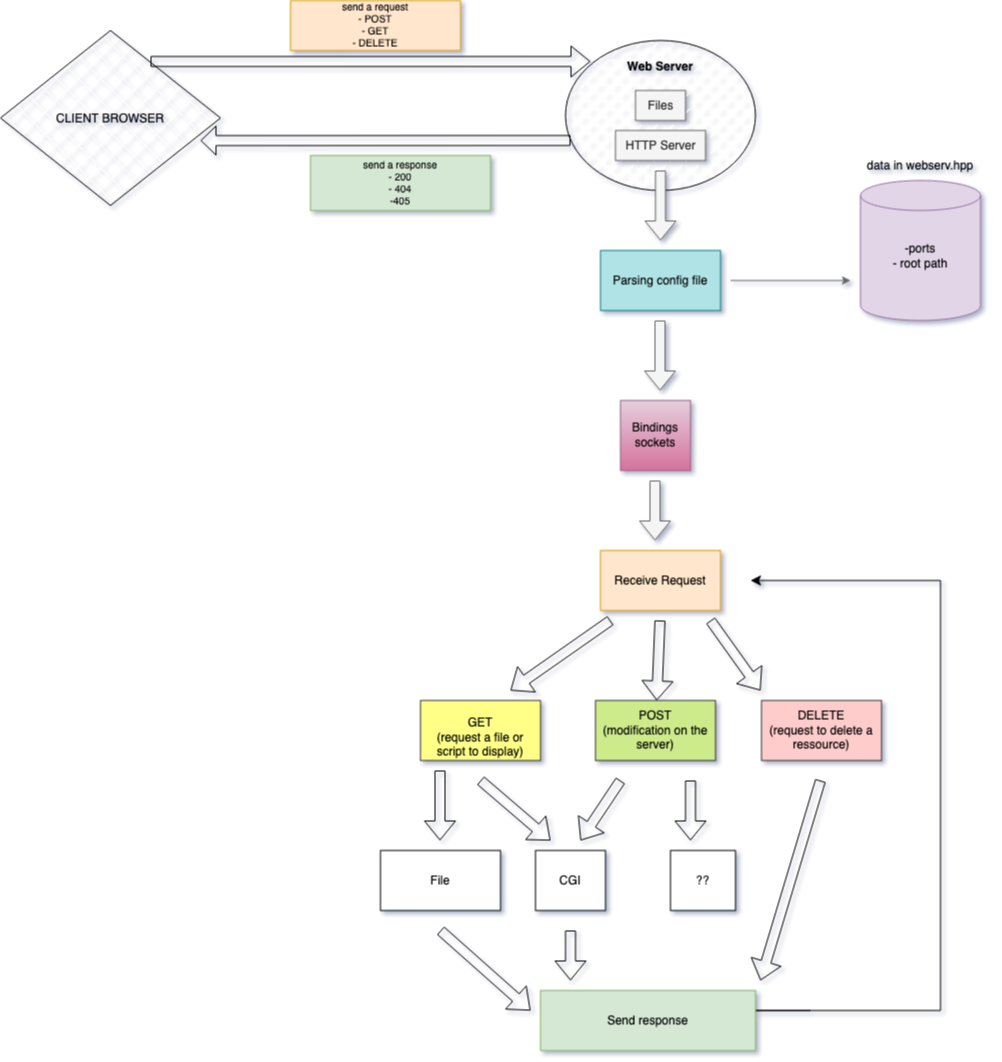 send a request
- POST
- GET
- DELETE
CLIENT BROWSER
Web Server
Files
HTTP Server
send a response
- 200
- 404
-405
data in webserv.hpp
-ports
- root path
Parsing config file
Bindings
sockets
Receive Request
GET
(request a file or
script to display)
POST
(modification on the
server)
DELETE
(request to delete a
ressource)
File
CGI
??
Send response